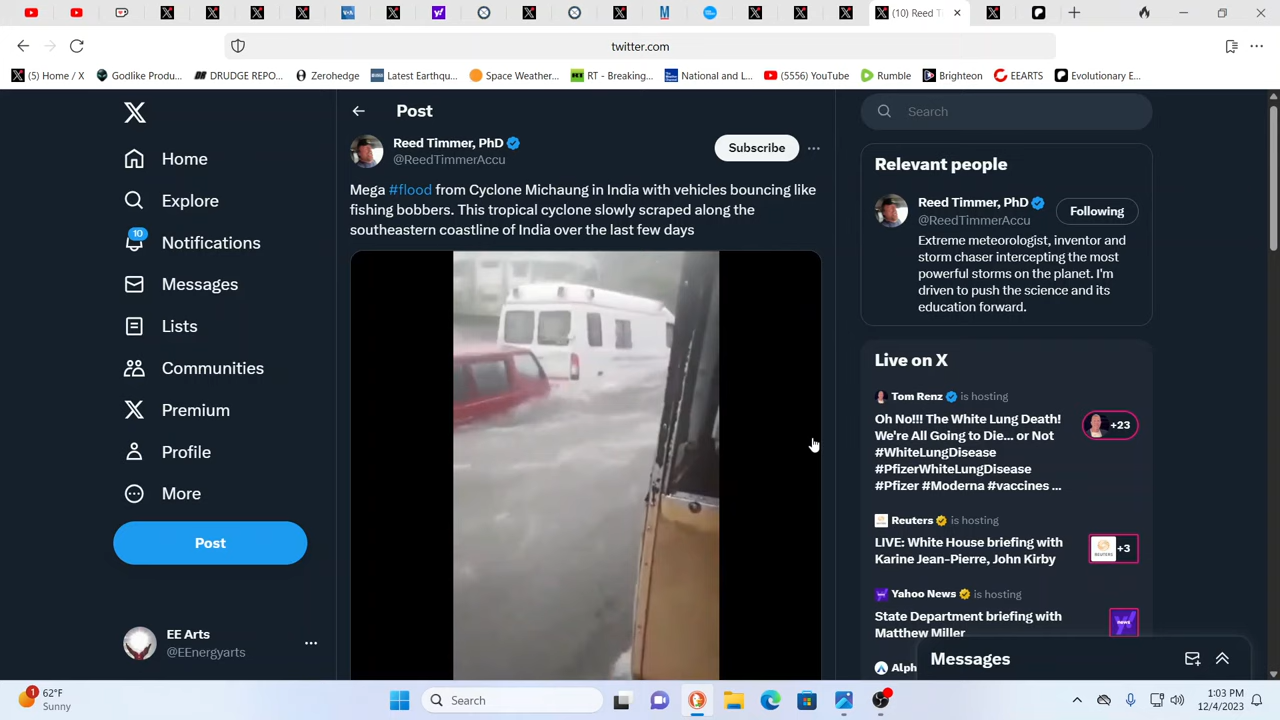 (10) Reed T
twitter.com
(5) Home / X
Godlike Produ...
DRUDGE REPO...
Zerohedge
Latest Earthqu...
Space Weather...
RT - Breaking...
National and L...
(5556) YouTube
Rumble
Brighteon
EEARTS
Evolutionary E...
Home
Explore
10
Notifications
Messages
Lists
Communities
Premium
Profile
More
Post
EE Arts
@EEnergyarts
Post
Reed Timmer, PhD
@ReedTimmerAccu
Subscribe
Mega #flood from Cyclone Michaung in India with vehicles bouncing like
fishing bobbers. This tropical cyclone slowly scraped along the
southeastern coastline of India over the last few days
Search
Relevant people
Reed Timmer, PhD
@ReedTimmerAccu
Following
Extreme meteorologist, inventor and
storm chaser intercepting the most
powerful storms on the planet. I'm
driven to push the science and its
education forward.
Live on X
Tom Renz is hosting
Oh No!!! The White Lung Death!
We're All Going to Die... or Not
#WhiteLungDisease
#PfizerWhiteLungDisease
#Pfizer #Moderna #vaccines ...
+23
Reuters is hosting
LIVE: White House briefing with
Karine Jean-Pierre, John Kirby
+3
Yahoo News is hosting
State Department briefing with
Matthew Miller
news
Alph
Messages
1
62°F
Sunny
Search
1:03 PM
12/4/2023